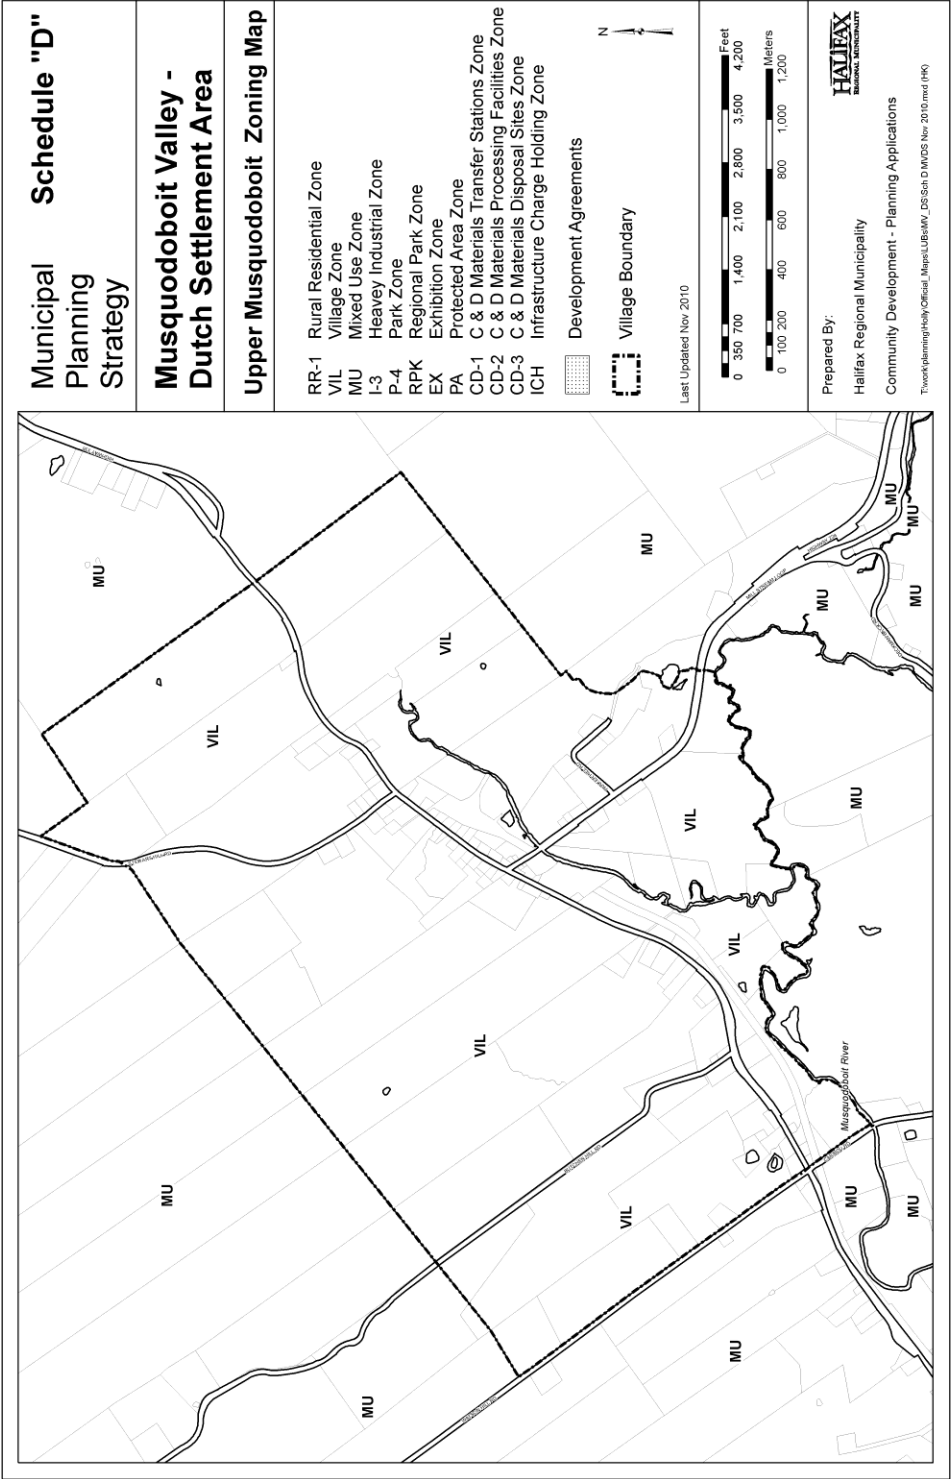 Municipal
Planning
Strategy
Schedule "D"
Musquodoboit Valley -
Dutch Settlement Area
Upper Musquodoboit Zoning Map
RR-1 Rural Residential Zone
VIL Village Zone
MU Mixed Use Zone
I-3 Heavey Industrial Zone
P-4 Park Zone
RPK Regional Park Zone
EX Exhibition Zone
PA Protected Area Zone
CD-1 C & D Materials Transfer Stations Zone
CD-2 C & D Materials Processing Facilities Zone
CD-3 C & D Materials Disposal Sites Zone
ICH Infrastructure Charge Holding Zone
Development Agreements
Village Boundary
N
Last Updated Nov 2010
Feet
0 350 700 1,400 2,100 2,800 3,500 4,200
Meters
0 100 200 400 600 800 1,000 1,200
Prepared By:
Halifax Regional Municipality
Community Development - Planning Applications
HALIFAX
REGIONAL MUNICIPALITY
MU
MU
VIL
VIL
MU
MU
VIL
VIL
MU
MU
MU
MU
MU
VIL
VIL
Musquodoboit River
MU
MU
MU
MU